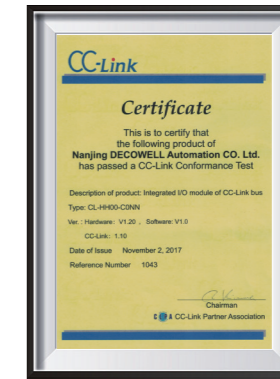 CC-Link
Certificate
This is to certify that
the following product of
Nanjing DECOWELL Automation CO. Ltd.
has passed a CC-Link Conformance Test
Description of product: Integrated I/O module of CC-Link bus
Type: CL-HH00-C0NN
Ver. : Hardware: V1.20 , Software: V1.0
CC-Link: 1.10
Date of Issue November 2, 2017
Reference Number 1043
Chairman
CC-Link Partner Association